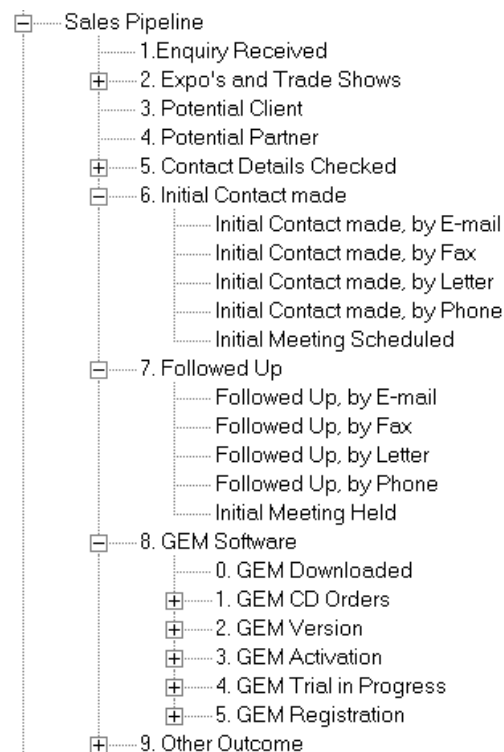 Sales Pipeline
1.Enquiry Received
2. Expo's and Trade Shows
3. Potential Client
4. Potential Partner
5. Contact Details Checked
6. Initial Contact made
Initial Contact made, by E-mail
Initial Contact made, by Fax
Initial Contact made, by Letter
Initial Contact made, by Phone
Initial Meeting Scheduled
7. Followed Up
Followed Up, by E-mail
Followed Up, by Fax
Followed Up, by Letter
Followed Up, by Phone
Initial Meeting Held
8. GEM Software
0. GEM Downloaded
1. GEM CD Orders
2. GEM Version
3. GEM Activation
4. GEM Trial in Progress
5. GEM Registration
9. Other Outcome